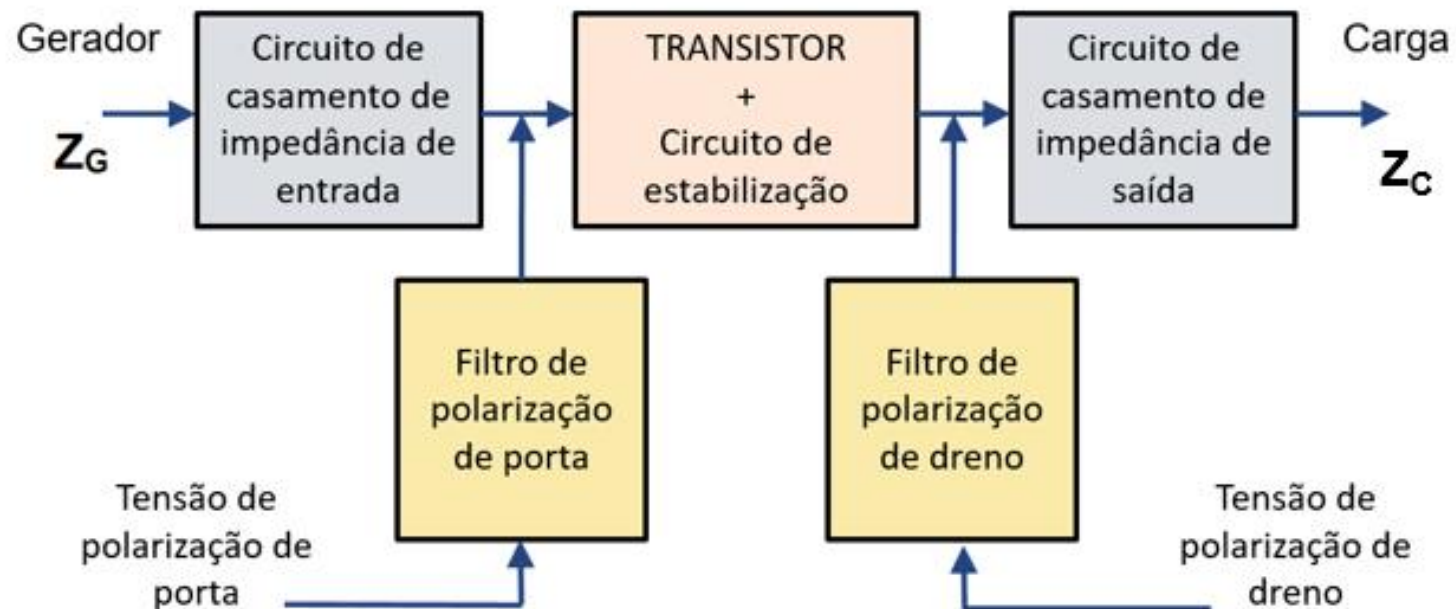 Gerador
Z_G
Circuito de
casamento de
impedância de
entrada
TRANSISTOR
+
Circuito de
estabilização
Circuito de
casamento de
impedância de
saída
Carga
Z_C
Filtro de
polarização
de porta
Filtro de
polarização
de dreno
Tensão de
polarização de
porta
Tensão de
polarização de
dreno